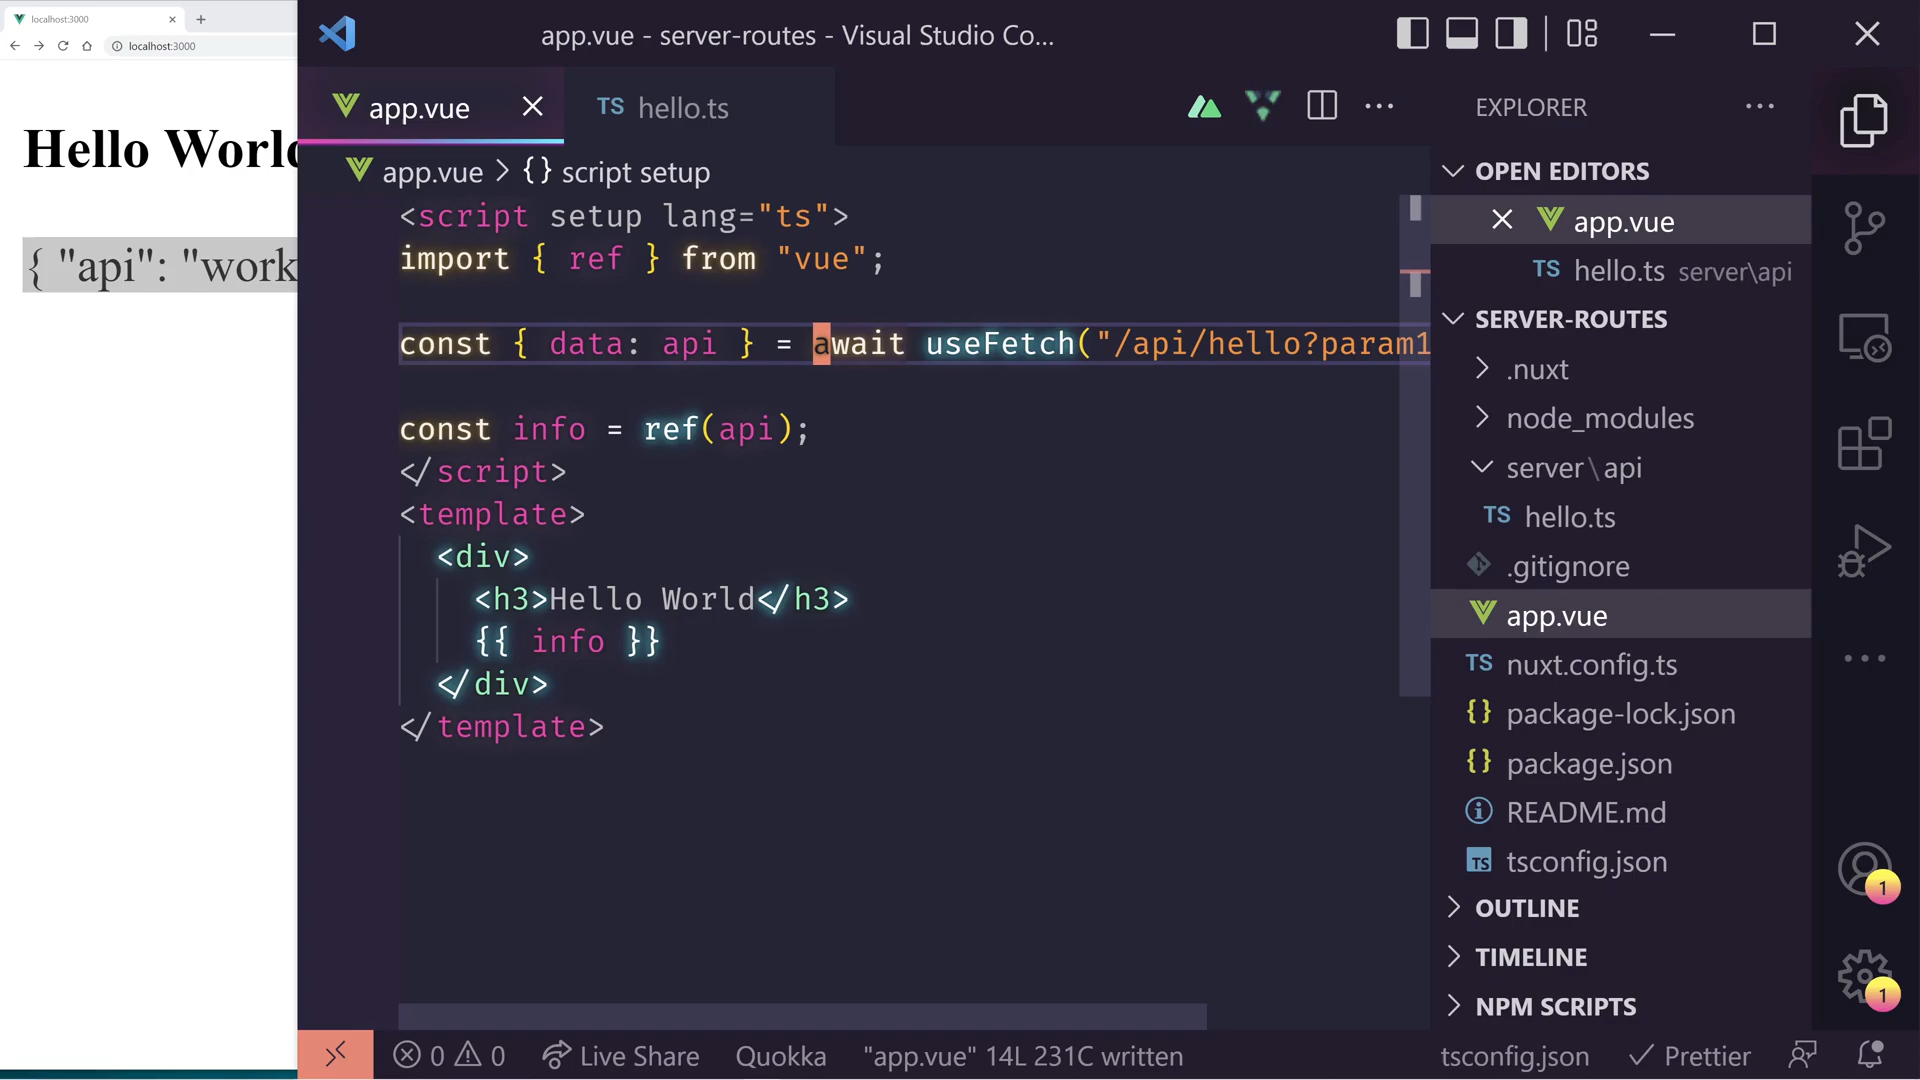 localhost:3000
localhost:3000
Hello Worl
{ "api": "work
app.vue - server-routes - Visual Studio Co...
app.vue
TS hello.ts
app.vue > {} script setup
<script setup lang="ts">
import { ref } from "vue";
const { data: api } = await useFetch("/api/hello?param1
const info = ref(api);
</script>
<template>
<div>
<h3>Hello World</h3>
{{ info }}
</div>
</template>
EXPLORER
OPEN EDITORS
app.vue
TS hello.ts server\api
SERVER-ROUTES
.nuxt
node_modules
server\api
TS hello.ts
.gitignore
app.vue
TS nuxt.config.ts
{} package-lock.json
{} package.json
README.md
TS tsconfig.json
OUTLINE
TIMELINE
NPM SCRIPTS
1
1
0 0 Live Share Quokka "app.vue" 14L 231C written tsconfig.json Prettier